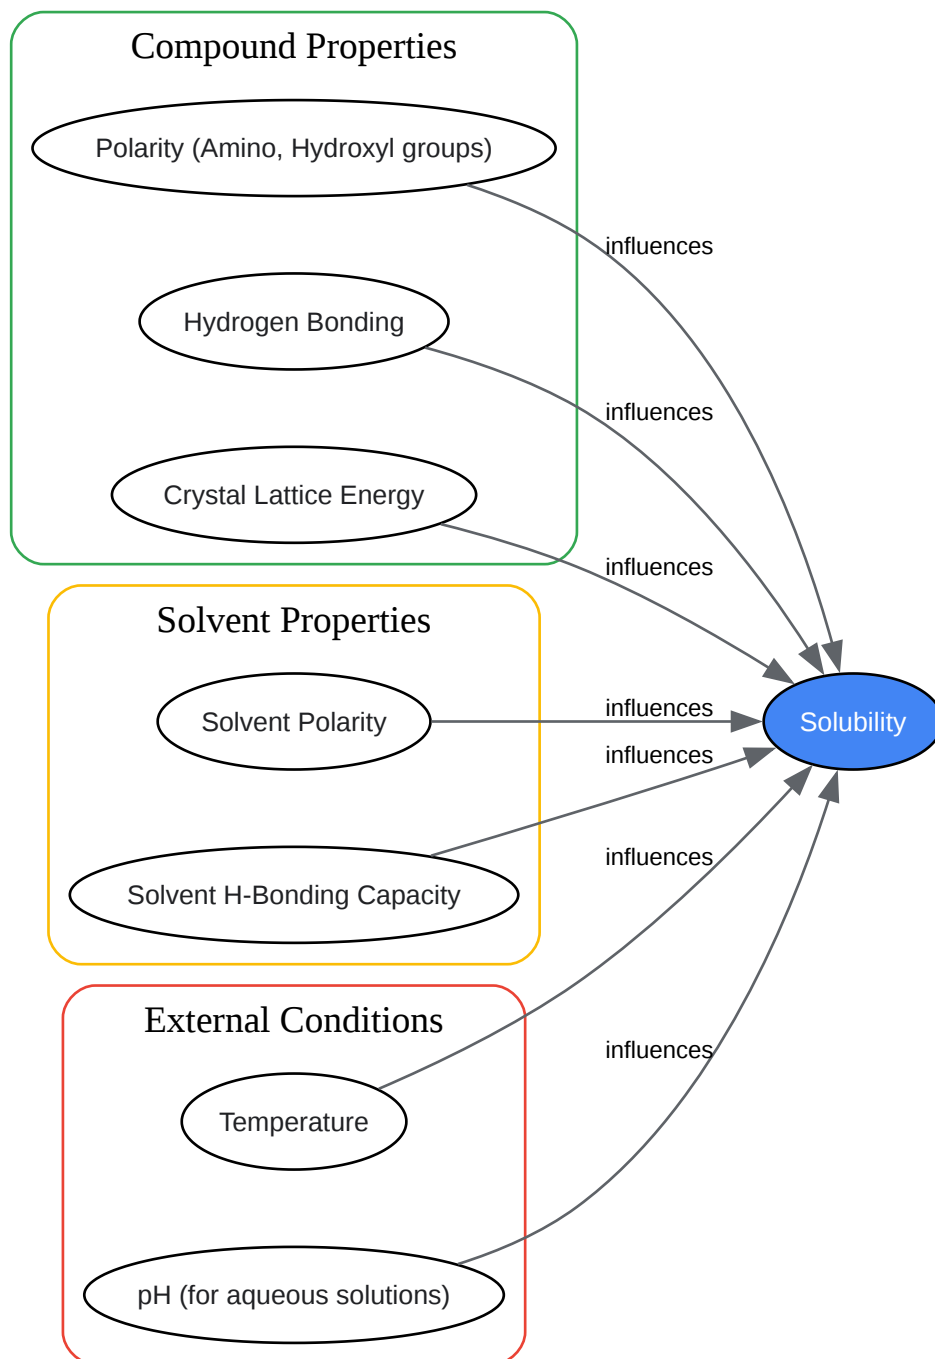 Compound Properties
Polarity (Amino, Hydroxyl groups)
influences
Hydrogen Bonding
influences
Crystal Lattice Energy
influences
Solvent Properties
Solvent Polarity
influences
Solubility
influences
Solvent H-Bonding Capacity
influences
External Conditions
influences
Temperature
pH (for aqueous solutions)